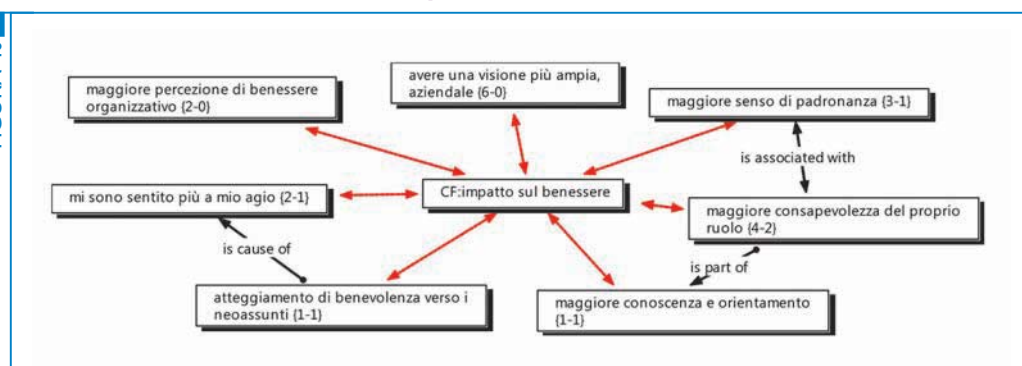 avere una visione più ampia,
aziendale {6-0}
maggiore percezione di benessere
organizzativo {2-0}
maggiore senso di padronanza {3-1}
is associated with
mi sono sentito più a mio agio {2-1}
CF:impatto sul benessere
maggiore consapevolezza del proprio
ruolo {4-2}
is cause of
is part of
atteggiamento di benevolenza verso i
neoassunti {1-1}
maggiore conoscenza e orientamento
{1-1}